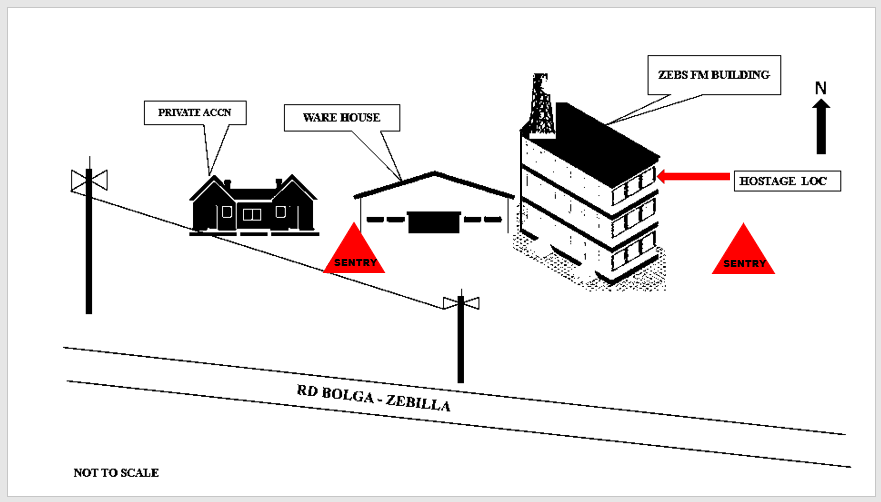 ZEBS FM BUILDING
N
PRIVATE ACCN
WARE HOUSE
HOSTAGE LOC
SENTRY
SENTRY
RD BOLGA - ZEBILLA
NOT TO SCALE